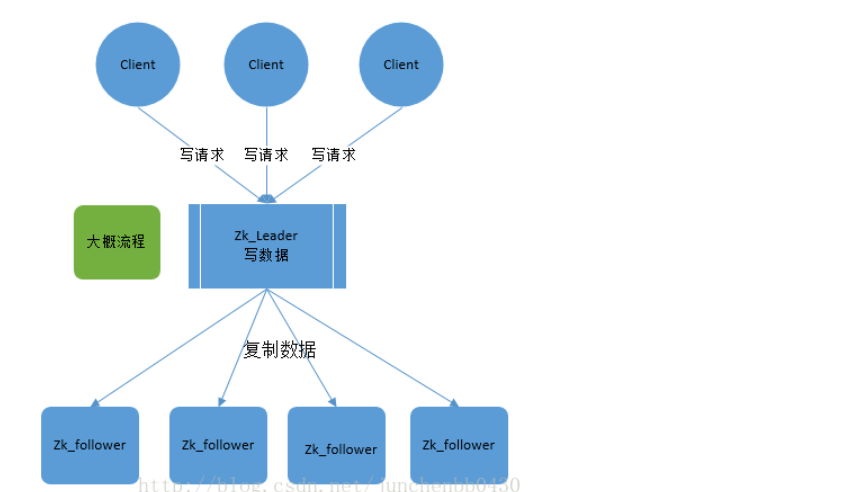 Client
Client
Client
写请求
写请求
写请求
大概流程
Zk_Leader
写数据
复制数据
Zk_follower
Zk_follower
Zk_follower
Zk_follower
http://blog.csdn.net/junchenbb0430